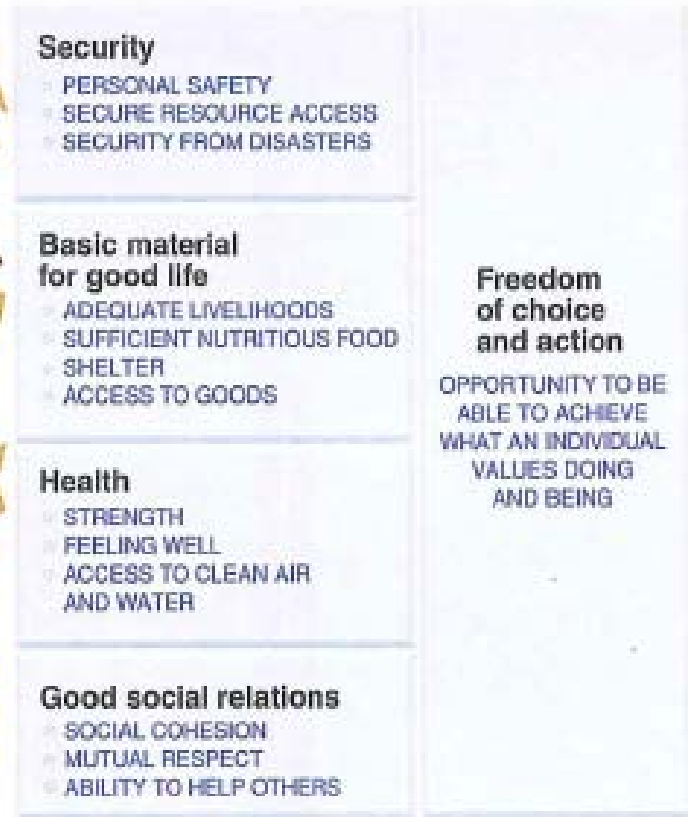 Security
PERSONAL SAFETY
SECURE RESOURCE ACCESS
SECURITY FROM DISASTERS
Basic material
for good life
ADEQUATE LIVELIHOODS
SUFFICIENT NUTRITIOUS FOOD
SHELTER
ACCESS TO GOODS
Health
STRENGTH
FEELING WELL
ACCESS TO CLEAN AIR
AND WATER
Good social relations
SOCIAL COHESION
MUTUAL RESPECT
ABILITY TO HELP OTHERS
Freedom
of choice
and action
OPPORTUNITY TO BE
ABLE TO ACHIEVE
WHAT AN INDIVIDUAL
VALUES DOING
AND BEING